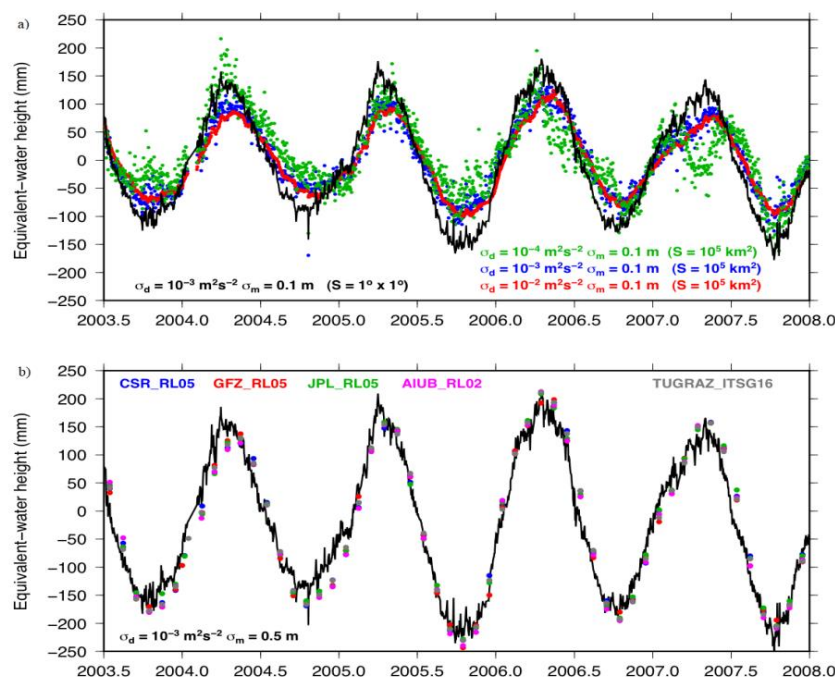 a)
Equivalent−water height (mm)
250
200
150
100
50
0
−50
−100
−150
−200
−250
σd = 10−4 m2s−2 σm = 0.1 m (S = 105 km2)
σd = 10−3 m2s−2 σm = 0.1 m (S = 105 km2)
σd = 10−3 m2s−2 σm = 0.1 m (S = 1° x 1°) σd = 10−2 m2s−2 σm = 0.1 m (S = 105 km2)
2003.5 2004.0 2004.5 2005.0 2005.5 2006.0 2006.5 2007.0 2007.5 2008.0
b)
Equivalent−water height (mm)
250
200
150
100
50
0
−50
−100
−150
−200
−250
CSR_RL05 GFZ_RL05 JPL_RL05 AIUB_RL02 TUGRAZ_ITSG16
σd = 10−3 m2s−2 σm = 0.5 m
2003.5 2004.0 2004.5 2005.0 2005.5 2006.0 2006.5 2007.0 2007.5 2008.0